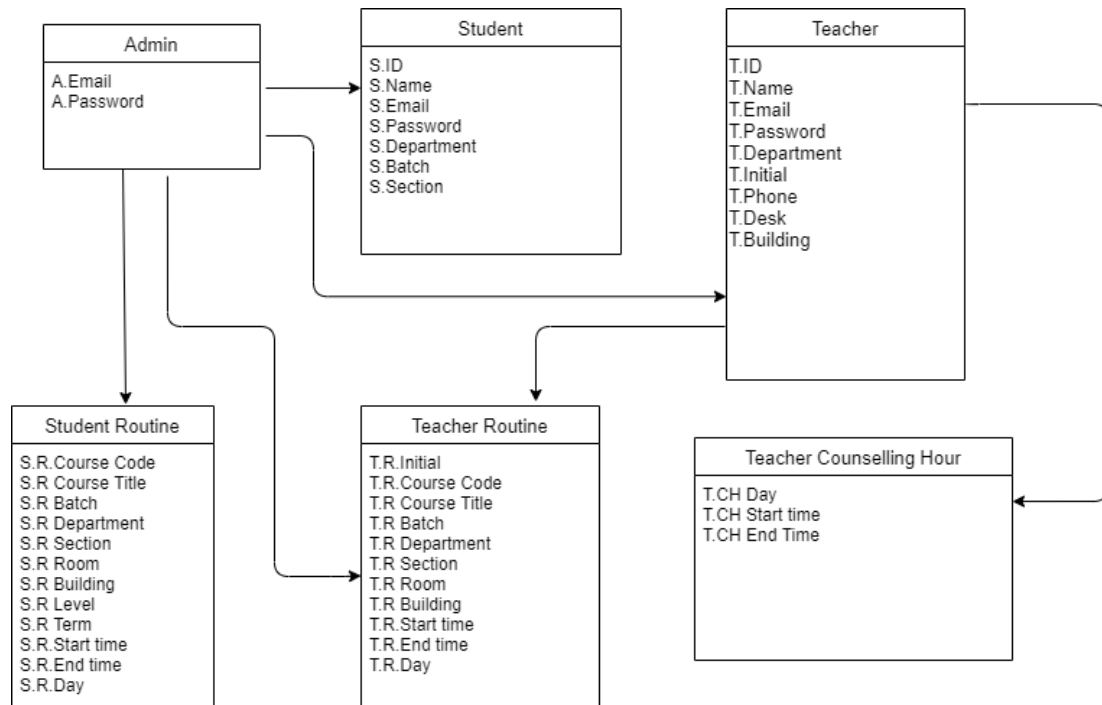 Admin
A.Email
A.Password
Student
S.ID
S.Name
S.Email
S.Password
S.Department
S.Batch
S.Section
Teacher
T.ID
T.Name
T.Email
T.Password
T.Department
T.Initial
T.Phone
T.Desk
T.Building
Student Routine
S.R.Course Code
S.R Course Title
S.R Batch
S.R Department
S.R Section
S.R Room
S.R Building
S.R Level
S.R Term
S.R.Start time
S.R.End time
S.R.Day
Teacher Routine
T.R.Initial
T.R.Course Code
T.R Course Title
T.R Batch
T.R Department
T.R Section
T.R Room
T.R Building
T.R.Start time
T.R.End time
T.R.Day
Teacher Counselling Hour
T.CH Day
T.CH Start time
T.CH End Time